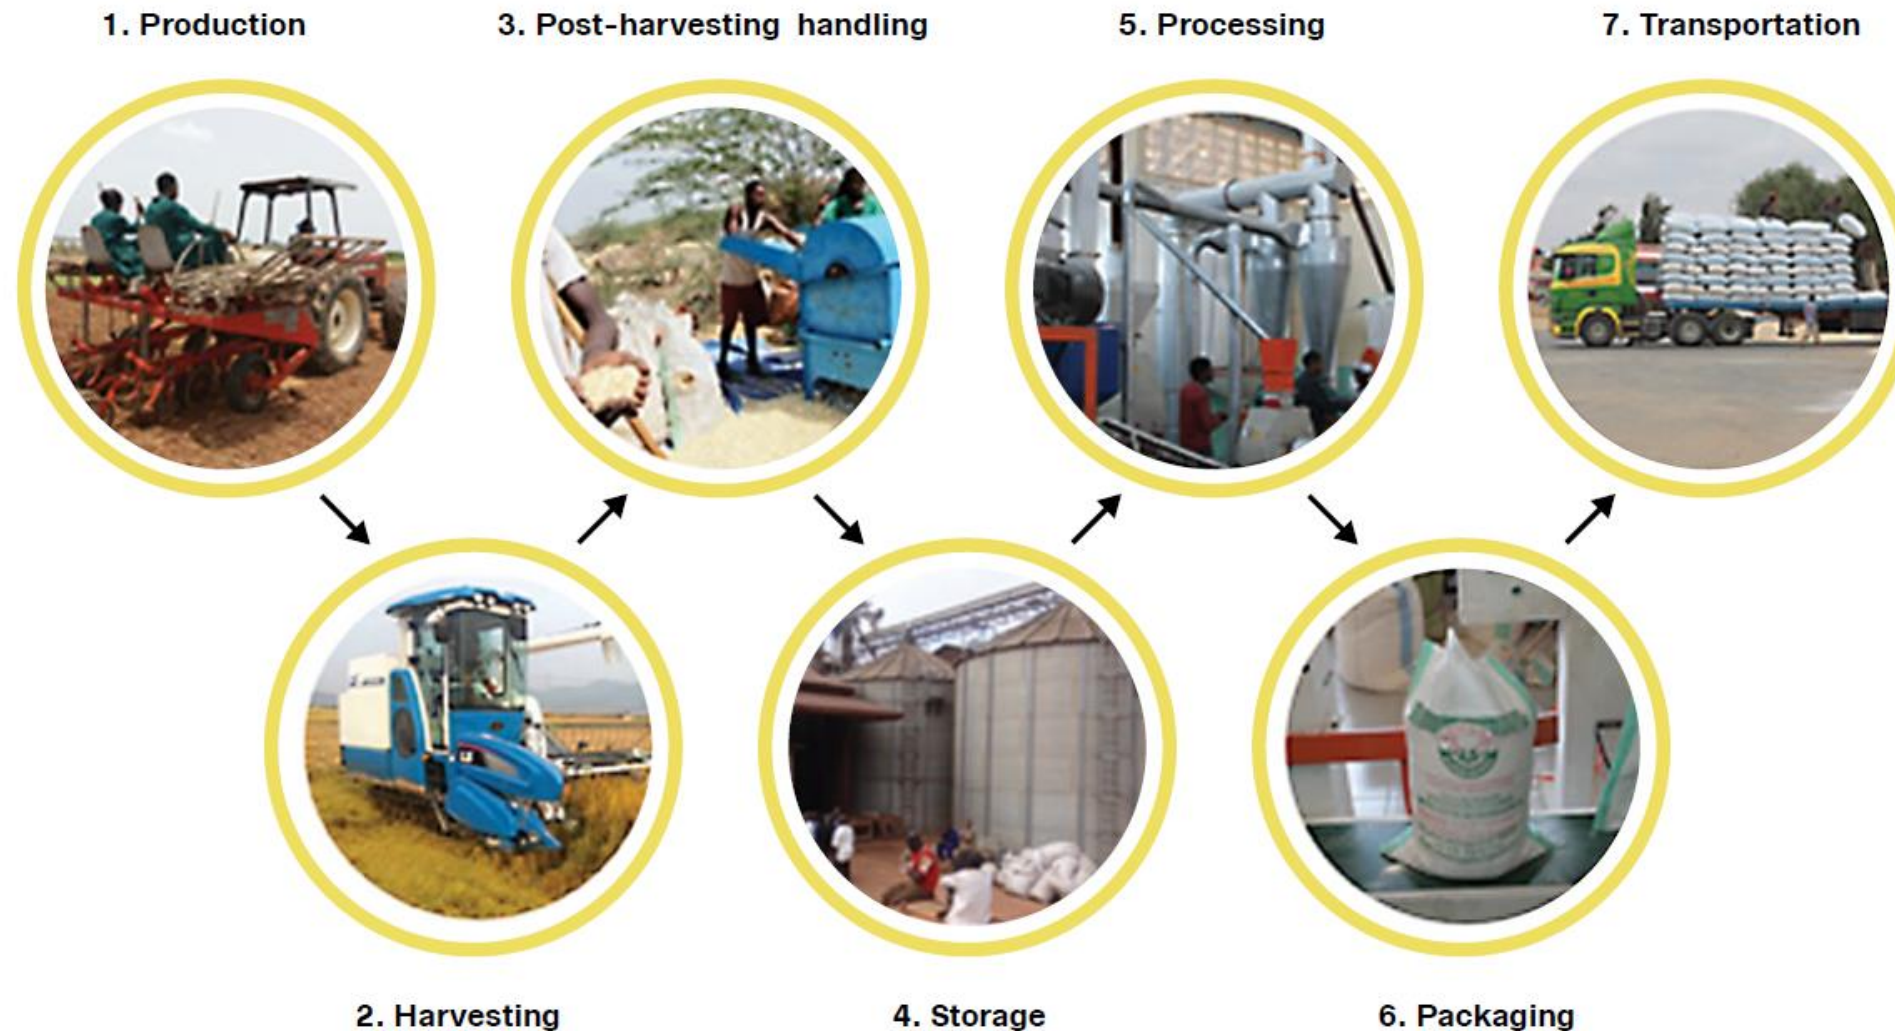 1. Production
3. Post-harvesting handling
5. Processing
7. Transportation
2. Harvesting
4. Storage
6. Packaging